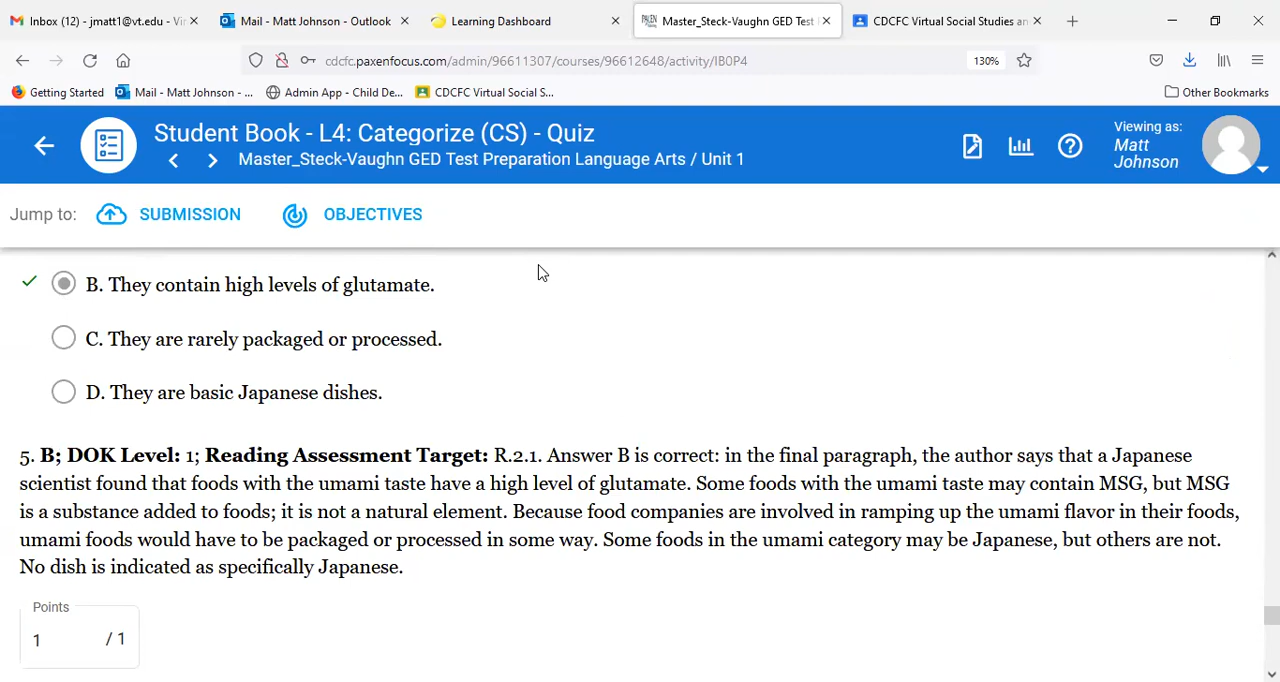 Inbox (12) - jmatt1@vt.edu - Vir
Mail - Matt Johnson - Outlook
Learning Dashboard
PAXEN
Master_Steck-Vaughn GED Test
CDCFC Virtual Social Studies an
cdcfc.paxenfocus.com/admin/96611307/courses/96612648/activity/IB0P4
130%
Getting Started
Mail - Matt Johnson - ...
Admin App - Child De...
CDCFC Virtual Social S...
Other Bookmarks
Student Book - L4: Categorize (CS) - Quiz
Master_Steck-Vaughn GED Test Preparation Language Arts / Unit 1
Viewing as:
Matt
Johnson
Jump to:
SUBMISSION
OBJECTIVES
B. They contain high levels of glutamate.
C. They are rarely packaged or processed.
D. They are basic Japanese dishes.
5. B; DOK Level: 1; Reading Assessment Target: R.2.1. Answer B is correct: in the final paragraph, the author says that a Japanese
scientist found that foods with the umami taste have a high level of glutamate. Some foods with the umami taste may contain MSG, but MSG
is a substance added to foods; it is not a natural element. Because food companies are involved in ramping up the umami flavor in their foods,
umami foods would have to be packaged or processed in some way. Some foods in the umami category may be Japanese, but others are not.
No dish is indicated as specifically Japanese.
Points
1 / 1